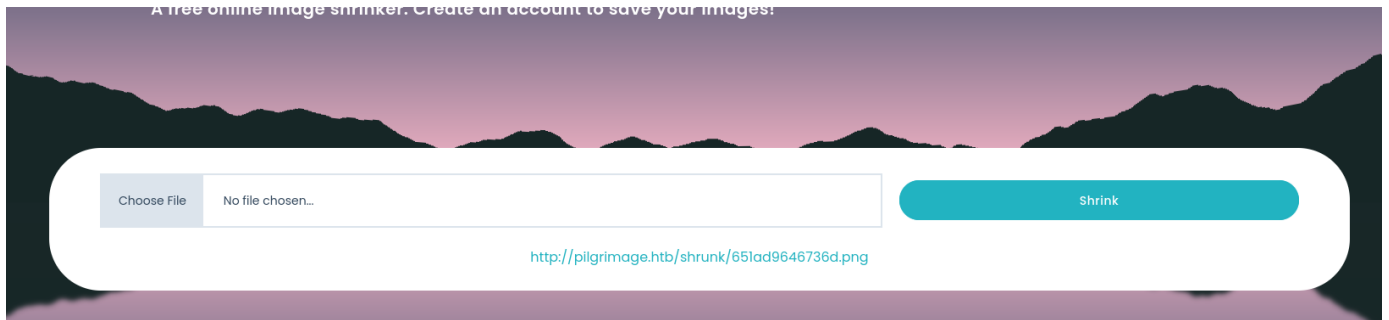 A free online image shrinker. Create an account to save your images!
Choose File No file chosen... Shrink
http://pilgrimage.htb/shrunk/651ad9646736d.png